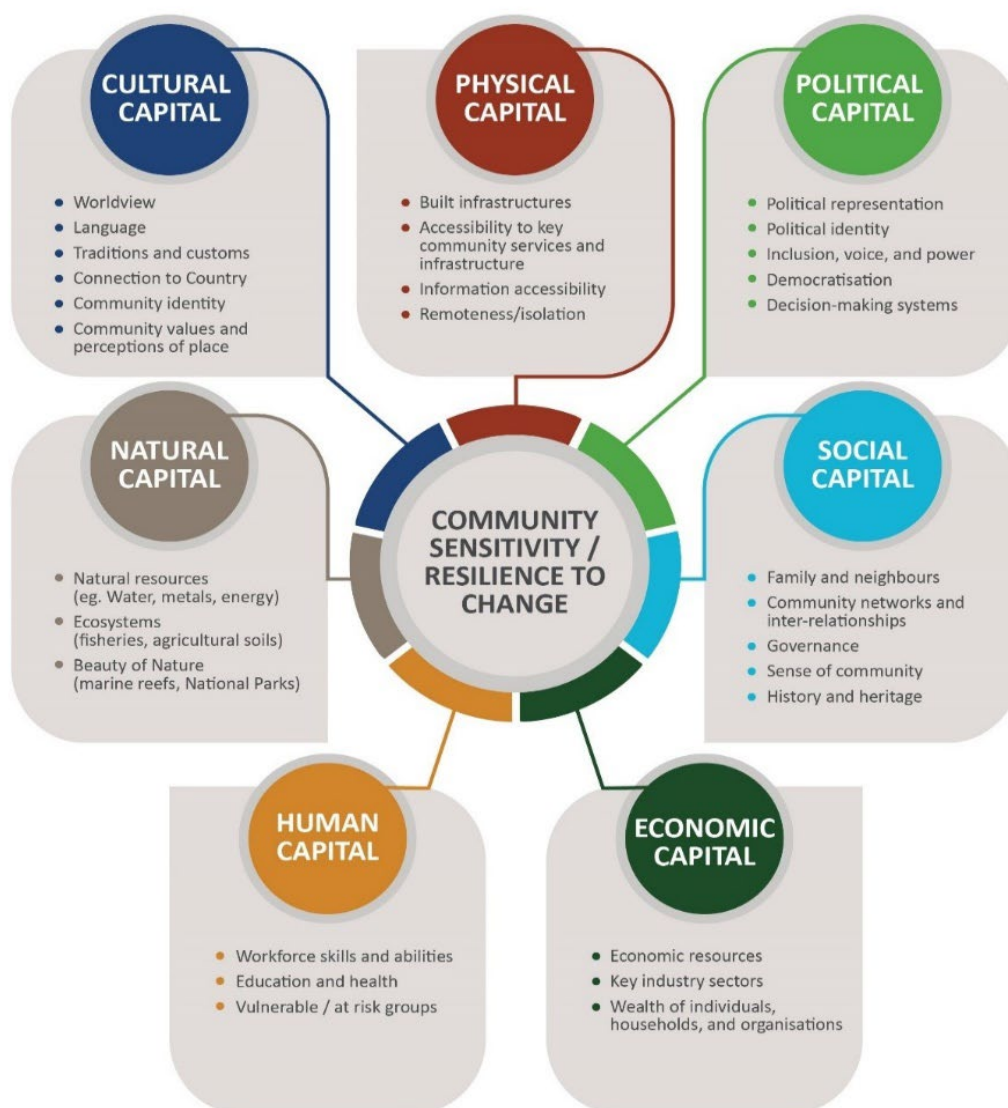 CULTURAL
CAPITAL
• Worldview
• Language
• Traditions and customs
• Connection to Country
• Community identity
• Community values and
perceptions of place
PHYSICAL
CAPITAL
• Built infrastructures
• Accessibility to key
community services and
infrastructure
• Information accessibility
• Remoteness/isolation
POLITICAL
CAPITAL
• Political representation
• Political identity
• Inclusion, voice, and power
• Democratisation
• Decision-making systems
NATURAL
CAPITAL
• Natural resources
(eg. Water, metals, energy)
• Ecosystems
(fisheries, agricultural soils)
• Beauty of Nature
(marine reefs, National Parks)
COMMUNITY
SENSITIVITY /
RESILIENCE TO
CHANGE
SOCIAL
CAPITAL
• Family and neighbours
• Community networks and
inter-relationships
• Governance
• Sense of community
• History and heritage
HUMAN
CAPITAL
• Workforce skills and abilities
• Education and health
• Vulnerable / at risk groups
ECONOMIC
CAPITAL
• Economic resources
• Key industry sectors
• Wealth of individuals,
households, and organisations